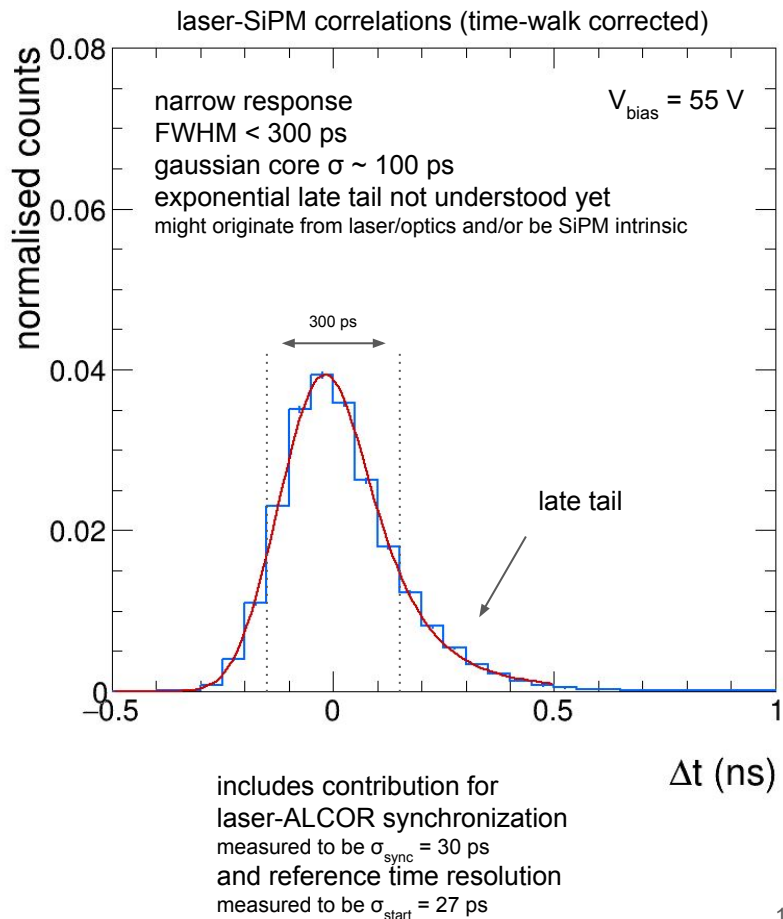 laser-SiPM correlations (time-walk corrected)
0.08
0.06
0.04
0.02
0
normalised counts
narrow response
FWHM < 300 ps
gaussian core σ ~ 100 ps
exponential late tail not understood yet
might originate from laser/optics and/or be SiPM intrinsic
V_bias = 55 V
300 ps
late tail
−0.5
0
0.5
1
Δt (ns)
includes contribution for
laser-ALCOR synchronization
measured to be σ_sync = 30 ps
and reference time resolution
measured to be σ_start = 27 ps
1